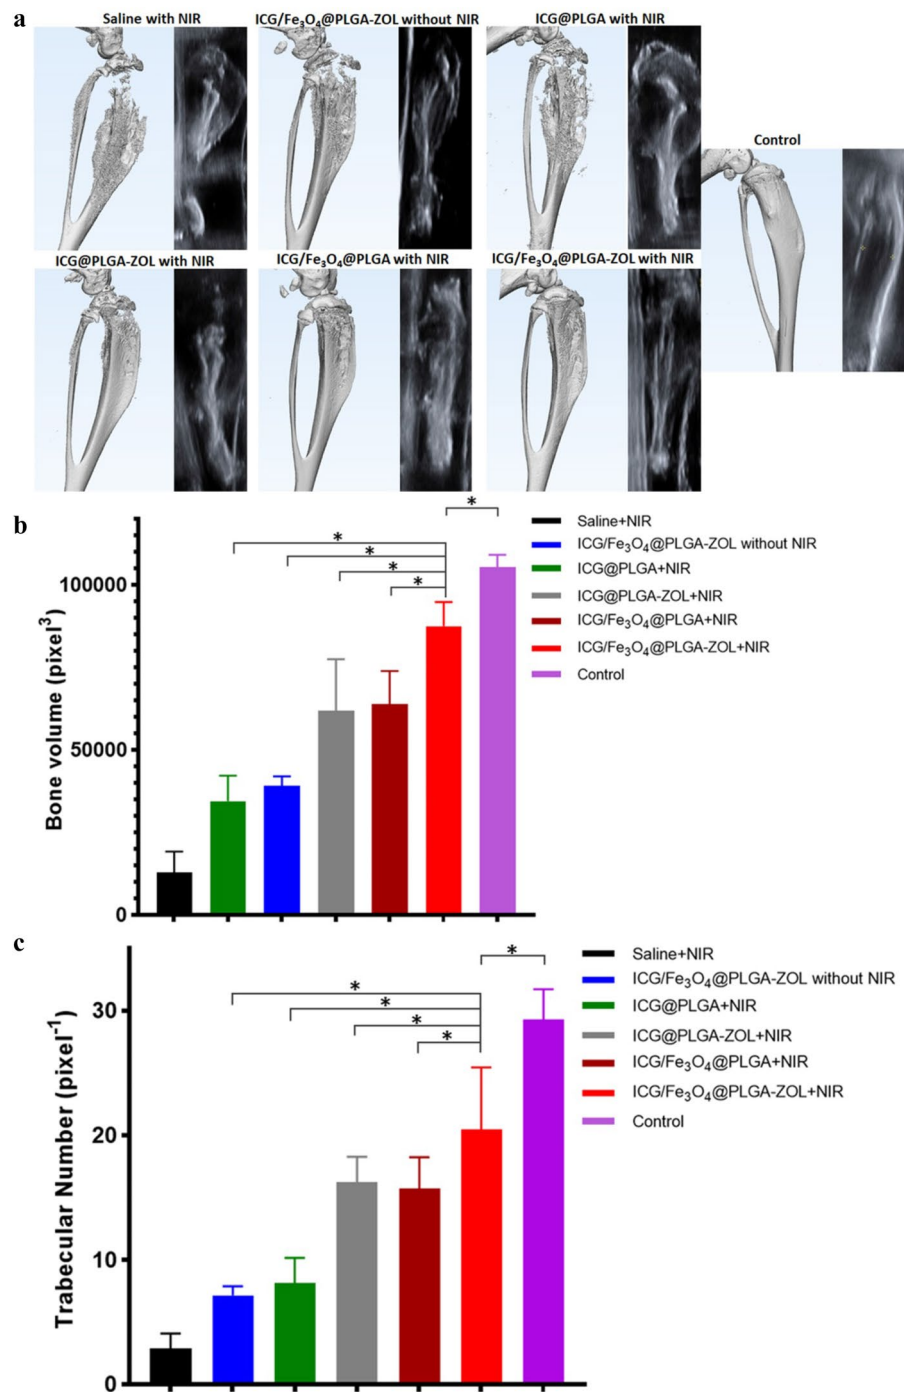 a
Saline with NIR
ICG/Fe₃O₄@PLGA-ZOL without NIR
ICG@PLGA with NIR
Control
ICG@PLGA-ZOL with NIR
ICG/Fe₃O₄@PLGA with NIR
ICG/Fe₃O₄@PLGA-ZOL with NIR
b
Bone volume (pixel³)
100000
50000
0
*
*
*
*
*
Saline+NIR
ICG/Fe₃O₄@PLGA-ZOL without NIR
ICG@PLGA+NIR
ICG@PLGA-ZOL+NIR
ICG/Fe₃O₄@PLGA+NIR
ICG/Fe₃O₄@PLGA-ZOL+NIR
Control
c
Trabecular Number (pixel⁻¹)
30
20
10
0
*
*
*
*
*
Saline+NIR
ICG/Fe₃O₄@PLGA-ZOL without NIR
ICG@PLGA+NIR
ICG@PLGA-ZOL+NIR
ICG/Fe₃O₄@PLGA+NIR
ICG/Fe₃O₄@PLGA-ZOL+NIR
Control